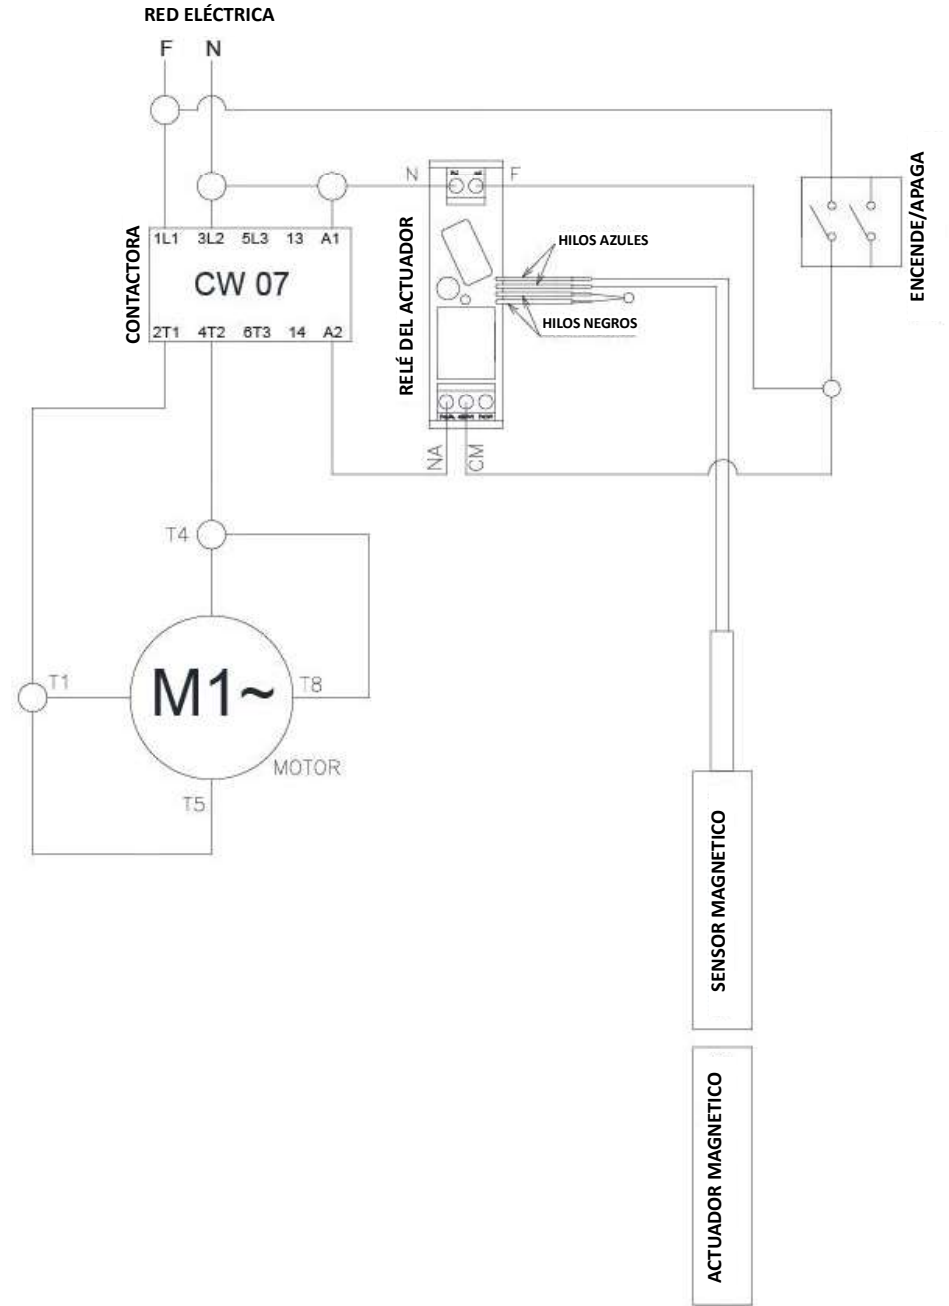 RED ELÉCTRICA
F N
N F
ENCENDE/APAGA
CONTACTORA
1L1 3L2 5L3 13 A1
CW 07
2T1 4T2 6T3 14 A2
RELÉ DEL ACTUADOR
HILOS AZULES
HILOS NEGROS
NA CM
T4
T1
M1~
T8
MOTOR
T5
SENSOR MAGNETICO
ACTUADOR MAGNETICO